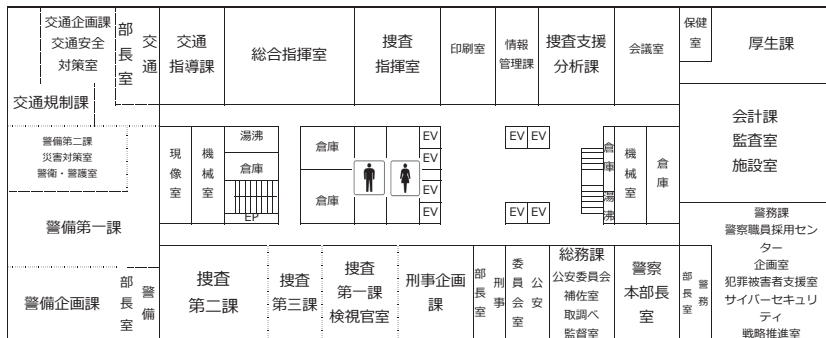 交通企画課
交通安全
対策室
部長室
交通
交通
指導課
総合指揮室
捜査
指揮室
印刷室
情報
管理課
捜査支援
分析課
会議室
保健
室
厚生課
交通規制課
会計課
監査室
施設室
警備第二課
災害対策室
警衛・警護室
現像室
機械室
湯沸
倉庫
EP
倉庫
倉庫
EV
EV
EV
EV
EV
EV
EV
EV
倉庫
湯沸
機械室
倉庫
警備第一課
警備企画課
部長室
警備
捜査
第二課
捜査
第三課
捜査
第一課
検視官室
刑事企画
課
部長室
刑事
委員会室
公安
総務課
公安委員会
補佐室
取調べ
監督室
警察
本部長
室
部長室
警務
警務課
警察職員採用セン
ター
企画室
犯罪被害者支援室
サイバーセキュリ
ティ
戦略推進室